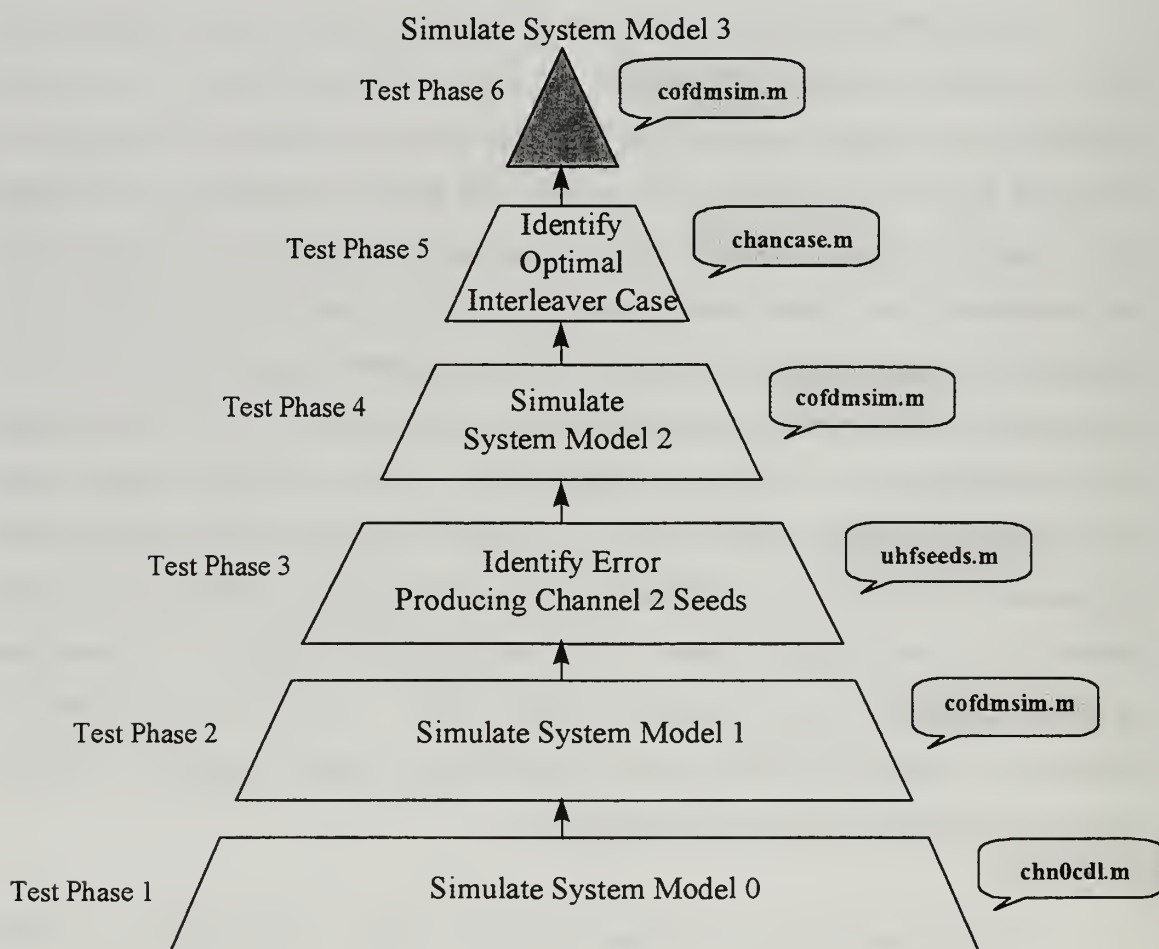 Simulate System Model 3
Test Phase 6
cofdmsim.m
Test Phase 5
Identify
Optimal
Interleaver Case
chancase.m
Test Phase 4
Simulate
System Model 2
cofdmsim.m
Test Phase 3
Identify Error
Producing Channel 2 Seeds
uhfseeds.m
Test Phase 2
Simulate System Model 1
cofdmsim.m
Test Phase 1
Simulate System Model 0
chn0cdl.m